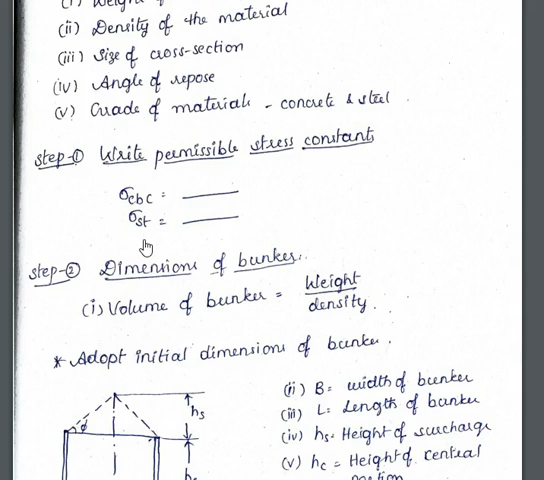 (i) Weight of
(ii) Density of the material
(iii) Size of cross-section
(iv) Angle of repose
(v) Grade of materials - concrete & steel
Step-① Write permissible stress constants
σcbc = ____
σst = ____
step-② Dimensions of bunker.
(i) Volume of bunker = Weight / density
* Adopt initial dimensions of bunker.
(ii) B = width of bunker
(iii) L = Length of bunker
(iv) hs = Height of surcharge
(v) hc = Height of central
portion
hs
φ